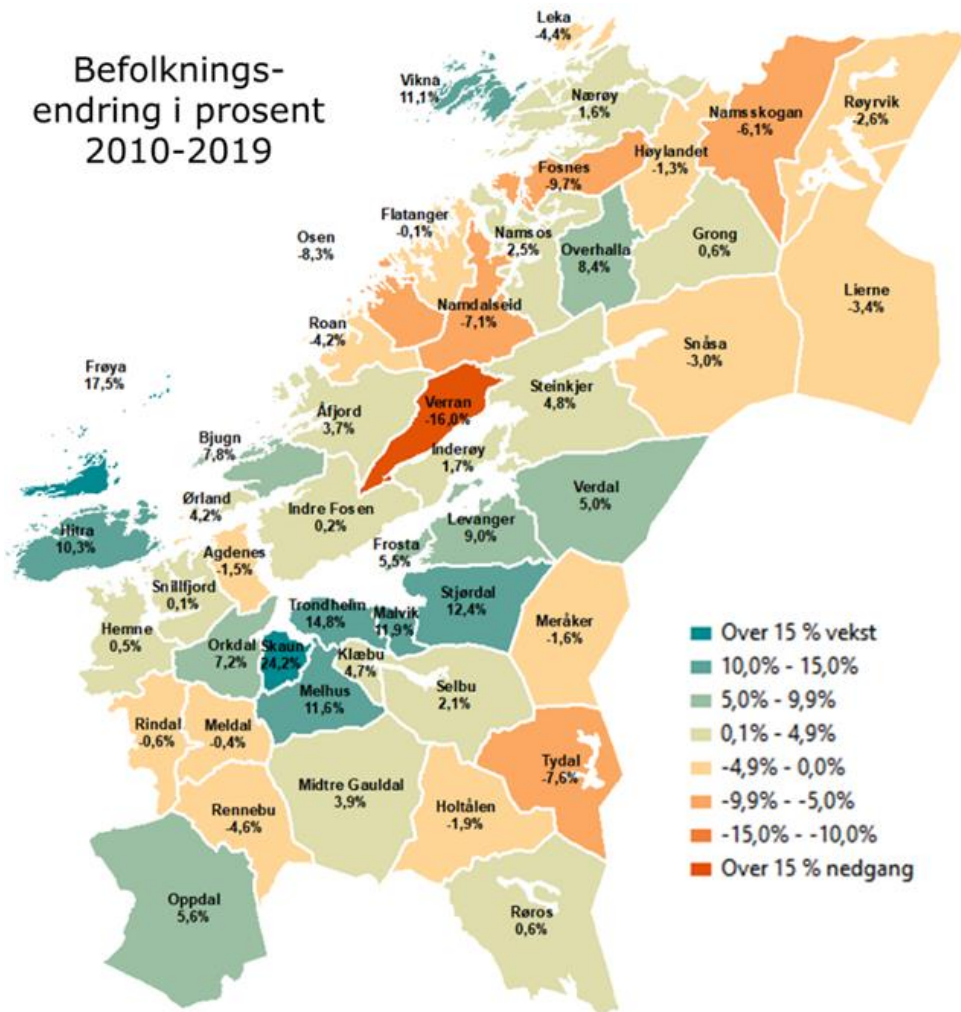 Befolknings-
endring i prosent
2010-2019
Leka
-4,4%
Vikna
11,1%
Nærøy
1,6%
Namsskogan
-6,1%
Røyrvik
-2,6%
Fosnes
-9,7%
Høylandet
-1,3%
Flatanger
-0,1%
Namsos
2,5%
Overhalla
8,4%
Grong
0,6%
Osen
-8,3%
Lierne
-3,4%
Namdalseid
-7,1%
Roan
-4,2%
Snåsa
-3,0%
Frøya
17,5%
Steinkjer
4,8%
Verran
-16,0%
Åfjord
3,7%
Bjugn
7,8%
Inderøy
1,7%
Verdal
5,0%
Ørland
4,2%
Indre Fosen
0,2%
Levanger
9,0%
Hitra
10,3%
Frosta
5,5%
Agdenes
-1,5%
Snillfjord
0,1%
Stjørdal
12,4%
Trondheim
14,8%
Malvik
11,9%
Meråker
-1,6%
Hemne
0,5%
Orkdal
7,2%
Skaun
24,2%
Klæbu
4,7%
Selbu
2,1%
Melhus
11,6%
Rindal
-0,6%
Meldal
-0,4%
Tydal
-7,6%
Midtre Gauldal
3,9%
Holtålen
-1,9%
Rennebu
-4,6%
Oppdal
5,6%
Røros
0,6%
Over 15 % vekst
10,0% - 15,0%
5,0% - 9,9%
0,1% - 4,9%
-4,9% - 0,0%
-9,9% - -5,0%
-15,0% - -10,0%
Over 15 % nedgang